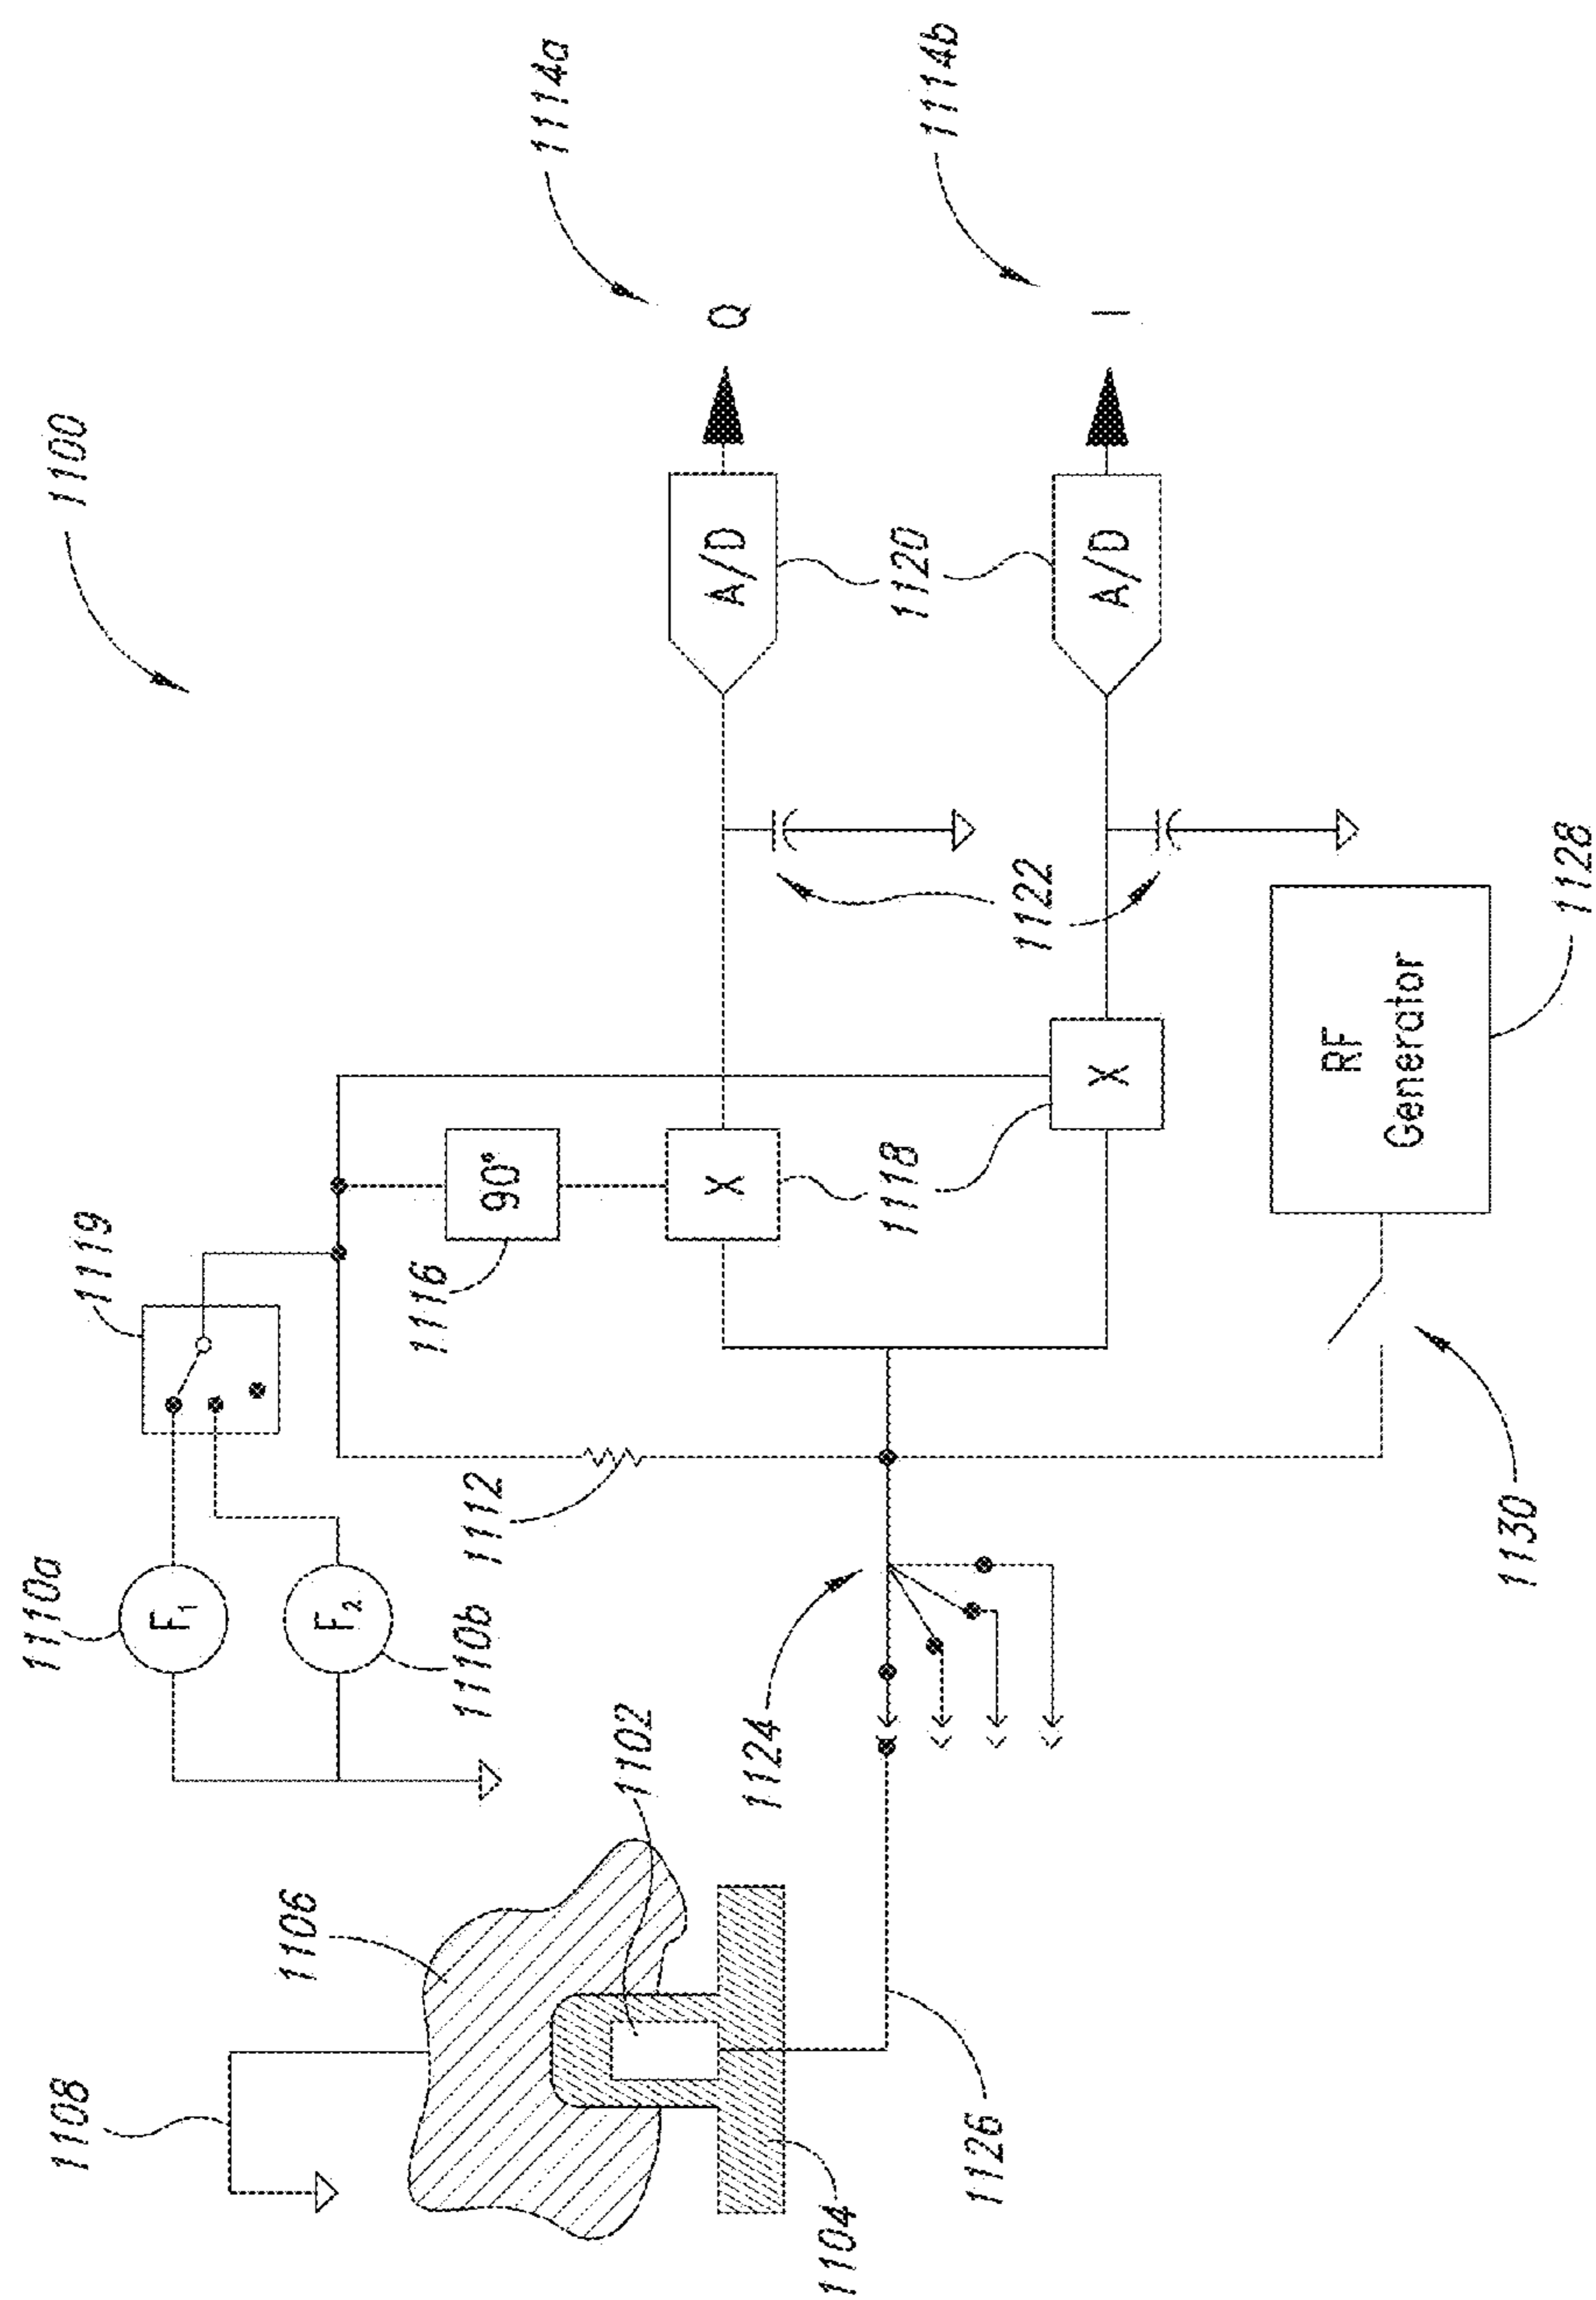 1100
1108
1106
1102
1104
1126
1110a
F₁
F₂
1110b
1119
1112
1124
1116
90°
X
X
1118
1122
A/D
A/D
1120
Q
1114a
I
1114b
RF
Generator
1128
1130